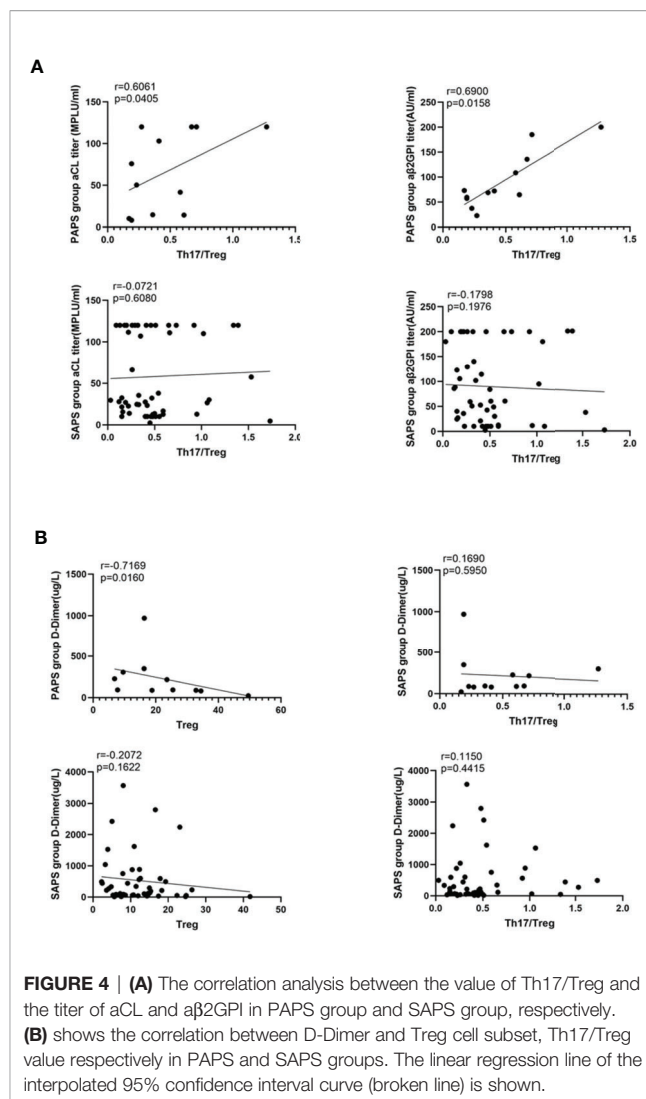 A
r=0.6061
p=0.0405
PAPS group aCL titer (MPLU/ml)
150
100
50
0
0.0 0.5 1.0 1.5
Th17/Treg
r=0.6900
p=0.0158
PAPS group aβ2GPI titer(AU/ml)
250
200
150
100
50
0
0.0 0.5 1.0 1.5
Th17/Treg
r=-0.0721
p=0.6080
SAPS group aCL titer(MPLU/ml)
150
100
50
0
0.0 0.5 1.0 1.5 2.0
Th17/Treg
r=-0.1798
p=0.1976
SAPS group aβ2GPI titer(AU/ml)
250
200
150
100
50
0
0.0 0.5 1.0 1.5 2.0
Th17/Treg
B
r=-0.7169
p=0.0160
PAPS group D-Dimer(ug/L)
1500
1000
500
0
0 20 40 60
Treg
r=0.1690
p=0.5950
SAPS group D-Dimer(ug/L)
1500
1000
500
0
0.0 0.5 1.0 1.5
Th17/Treg
r=-0.2072
p=0.1622
SAPS group D-Dimer(ug/L)
4000
3000
2000
1000
0
0 10 20 30 40 50
Treg
r=0.1150
p=0.4415
SAPS group D-Dimer(ug/L)
4000
3000
2000
1000
0
0.0 0.5 1.0 1.5 2.0
Th17/Treg
FIGURE 4 | (A) The correlation analysis between the value of Th17/Treg and
the titer of aCL and aβ2GPI in PAPS group and SAPS group, respectively.
(B) shows the correlation between D-Dimer and Treg cell subset, Th17/Treg
value respectively in PAPS and SAPS groups. The linear regression line of the
interpolated 95% confidence interval curve (broken line) is shown.